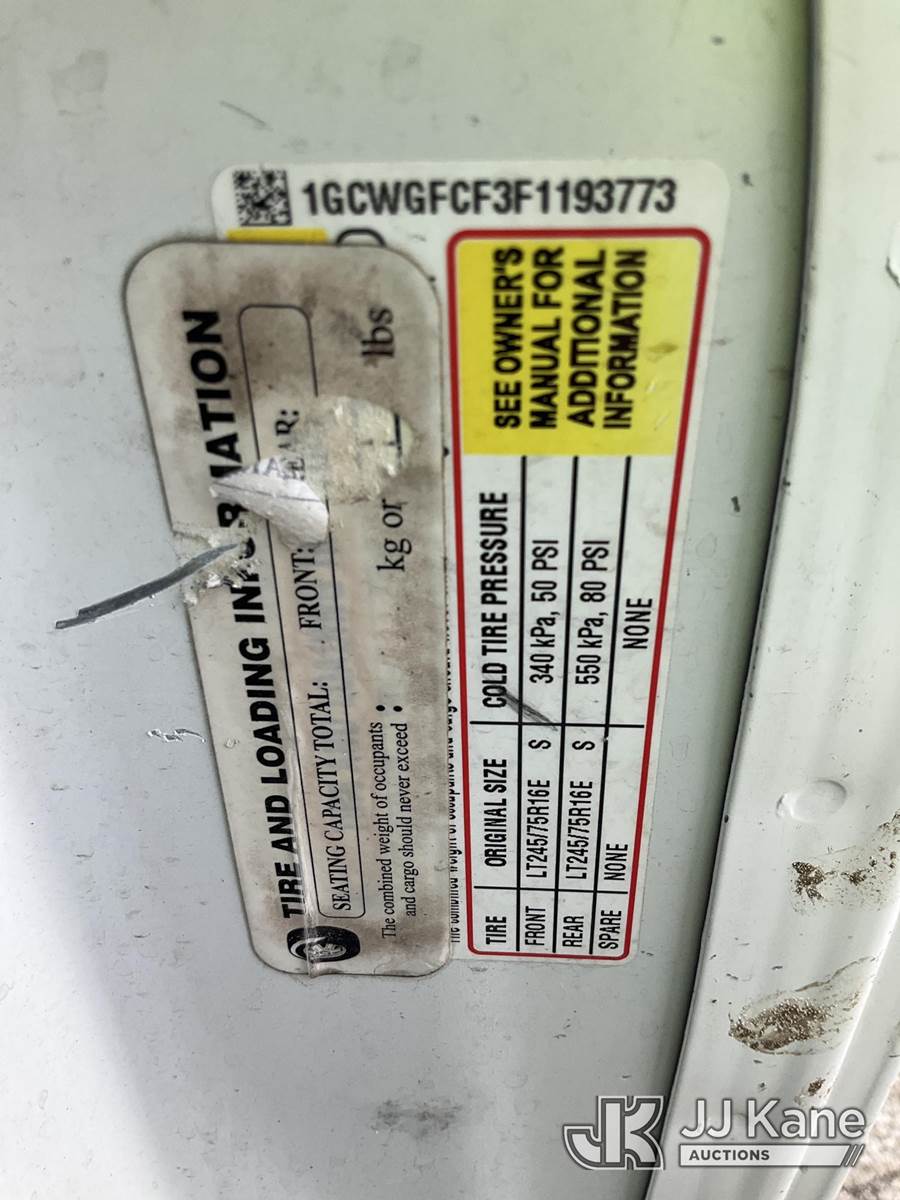 1GCWGFCF3F1193773
TIRE AND LOADING INFORMATION
SEATING CAPACITY TOTAL: FRONT: REAR:
The combined weight of occupants
and cargo should never exceed : kg or lbs
SEE OWNER'S
MANUAL FOR
ADDITIONAL
INFORMATION
TIRE ORIGINAL SIZE COLD TIRE PRESSURE
FRONT LT245/75R16E S 340 kPa, 50 PSI
REAR LT245/75R16E S 550 kPa, 80 PSI
SPARE NONE NONE
JK JJ Kane
AUCTIONS